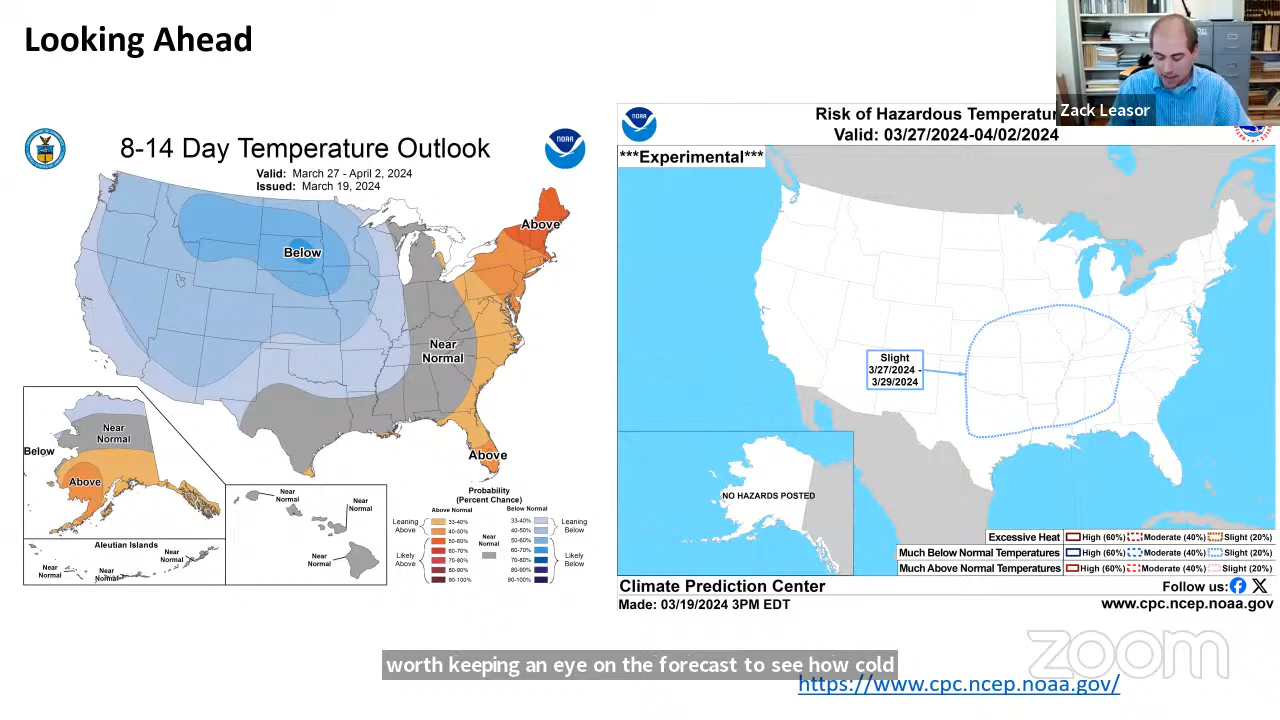 Looking Ahead
Zack Leasor
NOAA
8-14 Day Temperature Outlook
Valid: March 27 - April 2, 2024
Issued: March 19, 2024
Above
Below
Near
Normal
Above
Near
Normal
Below
Above
Near
Normal
Near
Normal
Near
Normal
Aleutian Islands
Near
Normal
Near
Normal
Near
Normal
Probability
(Percent Chance)
Above Normal
Below Normal
Leaning
Above
33-40%
40-50%
Likely
Above
50-60%
60-70%
70-80%
80-90%
90-100%
Near
Normal
33-40%
40-50%
Leaning
Below
50-60%
60-70%
70-80%
80-90%
90-100%
Likely
Below
NOAA
Risk of Hazardous Temperatur
Valid: 03/27/2024-04/02/2024
***Experimental***
Slight
3/27/2024 -
3/29/2024
NO HAZARDS POSTED
Excessive Heat High (60%) Moderate (40%) Slight (20%)
Much Below Normal Temperatures High (60%) Moderate (40%) Slight (20%)
Much Above Normal Temperatures High (60%) Moderate (40%) Slight (20%)
Climate Prediction Center
Made: 03/19/2024 3PM EDT
Follow us:
www.cpc.ncep.noaa.gov
zoom
worth keeping an eye on the forecast to see how cold
https://www.cpc.ncep.noaa.gov/